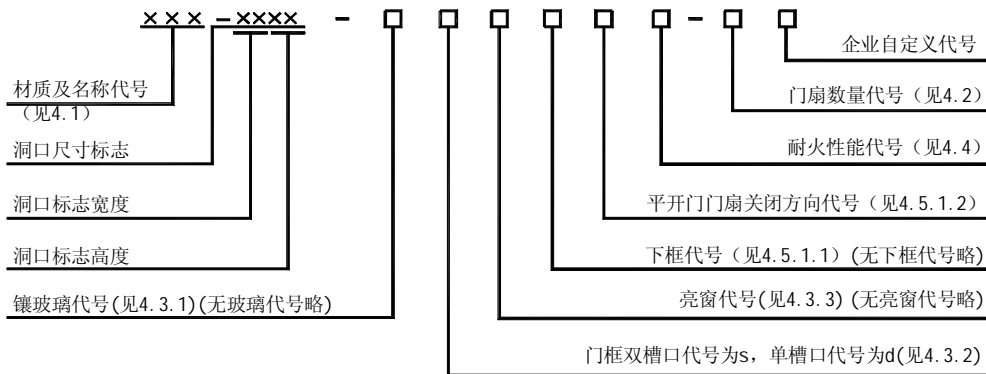 ×××-××××-□□□□□□-□□
材质及名称代号
（见4.1）
洞口尺寸标志
洞口标志宽度
洞口标志高度
镶玻璃代号(见4.3.1)(无玻璃代号略)
企业自定义代号
门扇数量代号（见4.2）
耐火性能代号（见4.4）
平开门门扇关闭方向代号（见4.5.1.2）
下框代号（见4.5.1.1）(无下框代号略)
亮窗代号(见4.3.3) (无亮窗代号略)
门框双槽口代号为s，单槽口代号为d(见4.3.2)